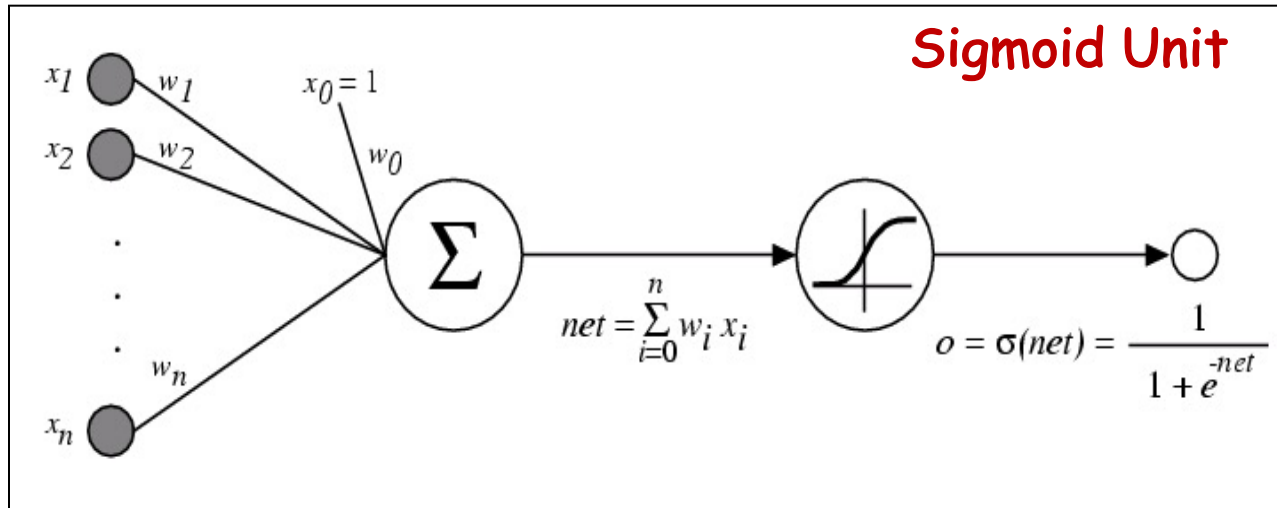 Sigmoid Unit
x1 w1
x0 = 1
x2 w2
w0
.
.
.
wn
xn
Σ
net = Σ_{i=0}^{n} wi xi
o = σ(net) = 1 / (1 + e^{-net})